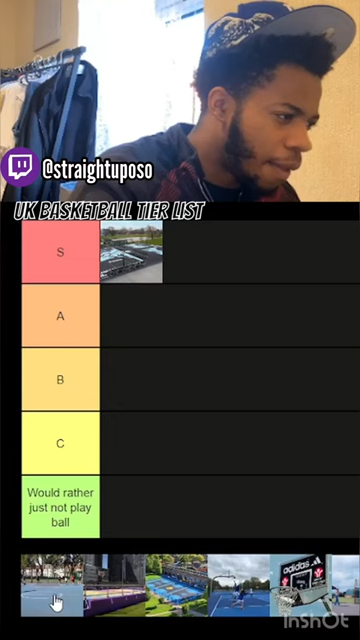 @straightuposo
UK BASKETBALL TIER LIST
S
A
B
C
Would rather
just not play
ball
adidas
InShOt